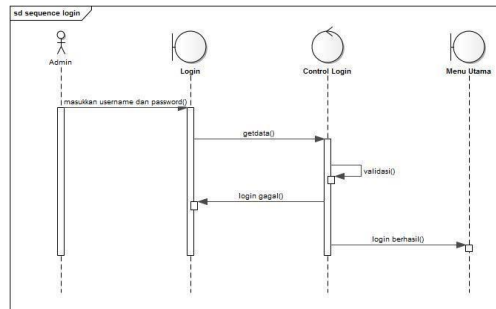 sd sequence login
Admin
Login
Control Login
Menu Utama
masukkan username dan password()
getdata()
validasi()
login gagal()
login berhasil()